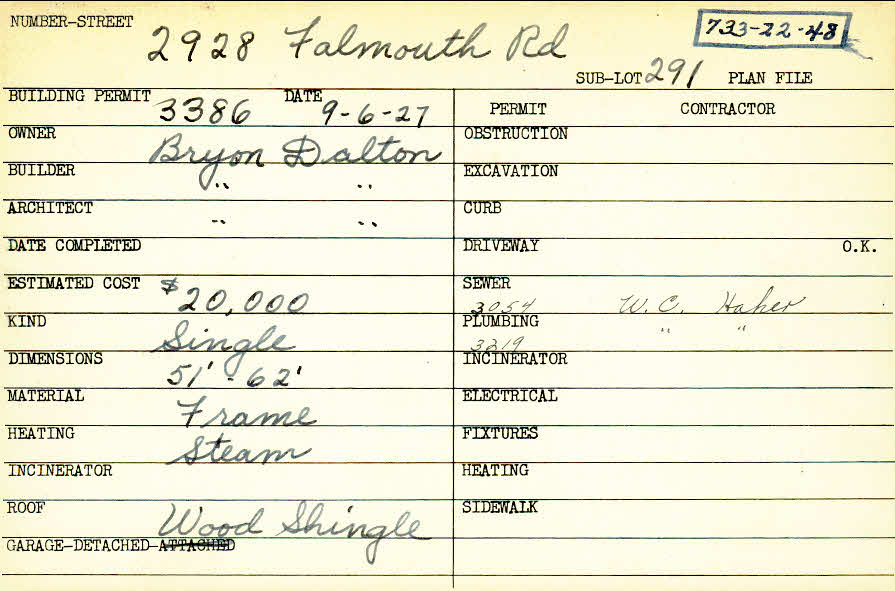 NUMBER-STREET 2928 Falmouth Rd 733-22-48
SUB-LOT 291 PLAN FILE
BUILDING PERMIT 3386 DATE 9-6-27
PERMIT CONTRACTOR
OWNER Bryon Dalton
OBSTRUCTION
BUILDER " "
EXCAVATION
ARCHITECT " "
CURB
DATE COMPLETED
DRIVEWAY O.K.
ESTIMATED COST $20,000
SEWER 3054 W. C. Haher
KIND Single
PLUMBING 3219 " "
DIMENSIONS 51' - 62'
INCINERATOR
MATERIAL Frame
ELECTRICAL
HEATING Steam
FIXTURES
INCINERATOR
HEATING
ROOF Wood Shingle
SIDEWALK
GARAGE-DETACHED-ATTACHED